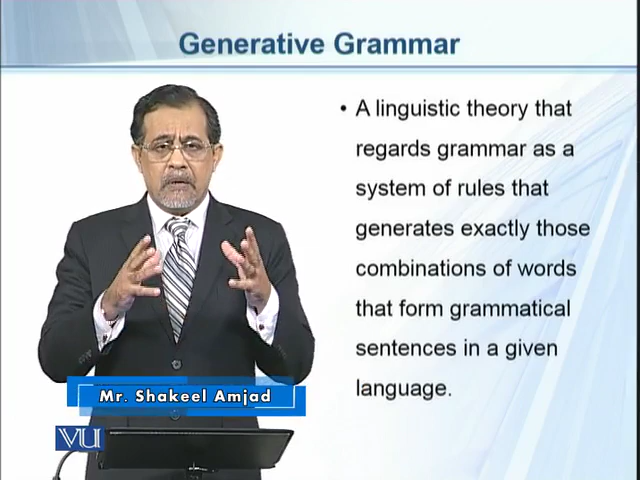 Generative Grammar
• A linguistic theory that
regards grammar as a
system of rules that
generates exactly those
combinations of words
that form grammatical
sentences in a given
language.
Mr. Shakeel Amjad
VU